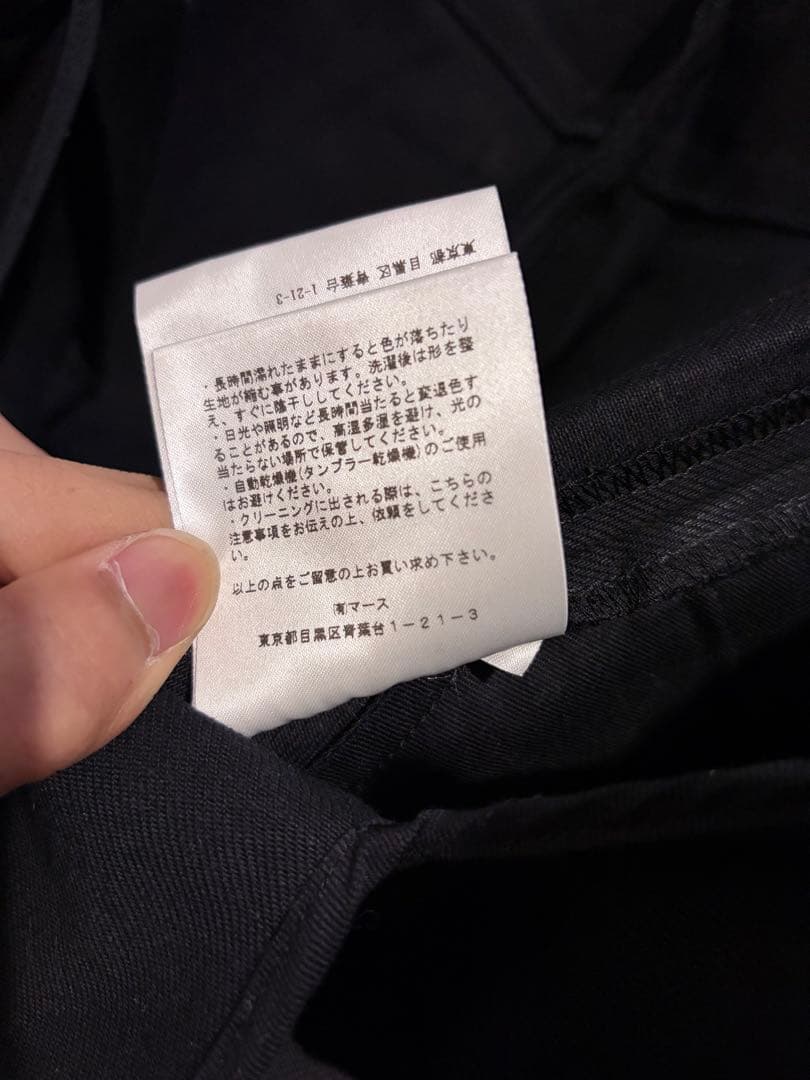 東京都 目黒区 青葉台 1-21-3
・長時間濡れたままにすると色が落ちたり
生地が縮む事があります。洗濯後は形を整
え、すぐに陰干ししてください。
・日光や照明など長時間当たると変退色す
ることがあるので、高温多湿を避け、光の
当たらない場所で保管してください。
・自動乾燥機(タンブラー乾燥機)のご使用
はお避けください。
・クリーニングに出される際は、こちらの
注意事項をお伝えの上、依頼をしてくださ
い。
以上の点をご留意の上お買い求め下さい。
㈲マース
東京都目黒区青葉台1-21-3